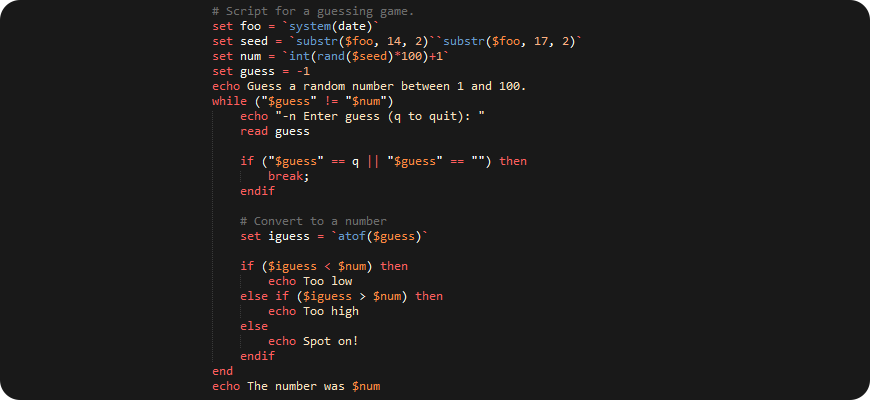 # Script for a guessing game.
set foo = `system(date)`
set seed = `substr($foo, 14, 2)``substr($foo, 17, 2)`
set num = `int(rand($seed)*100)+1`
set guess = -1
echo Guess a random number between 1 and 100.
while ("$guess" != "$num")
    echo "-n Enter guess (q to quit): "
    read guess

    if ("$guess" == q || "$guess" == "") then
        break;
    endif

    # Convert to a number
    set iguess = `atof($guess)`

    if ($iguess < $num) then
        echo Too low
    else if ($iguess > $num) then
        echo Too high
    else
        echo Spot on!
    endif
end
echo The number was $num